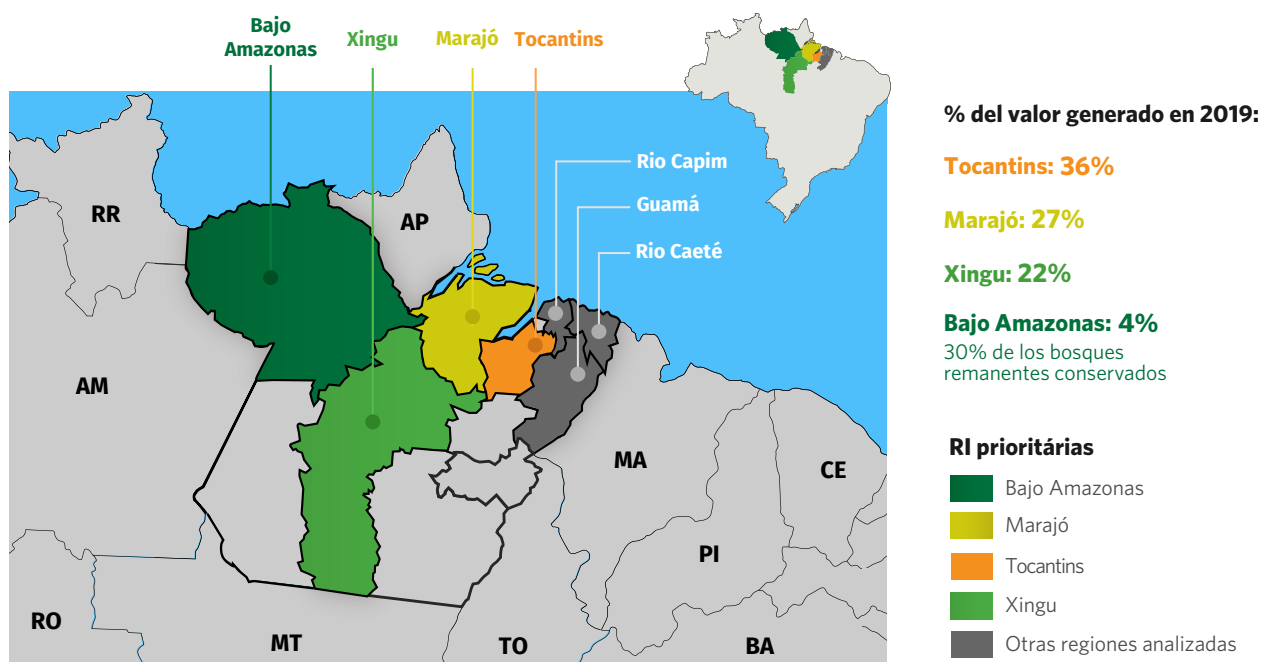 Bajo
Amazonas
Xingu
Marajó
Tocantins
Rio Capim
Guamá
Rio Caeté
RR
AP
AM
MA
CE
PI
RO
MT
TO
BA
% del valor generado en 2019:
Tocantins: 36%
Marajó: 27%
Xingu: 22%
Bajo Amazonas: 4%
30% de los bosques
remanentes conservados
RI prioritárias
Bajo Amazonas
Marajó
Tocantins
Xingu
Otras regiones analizadas